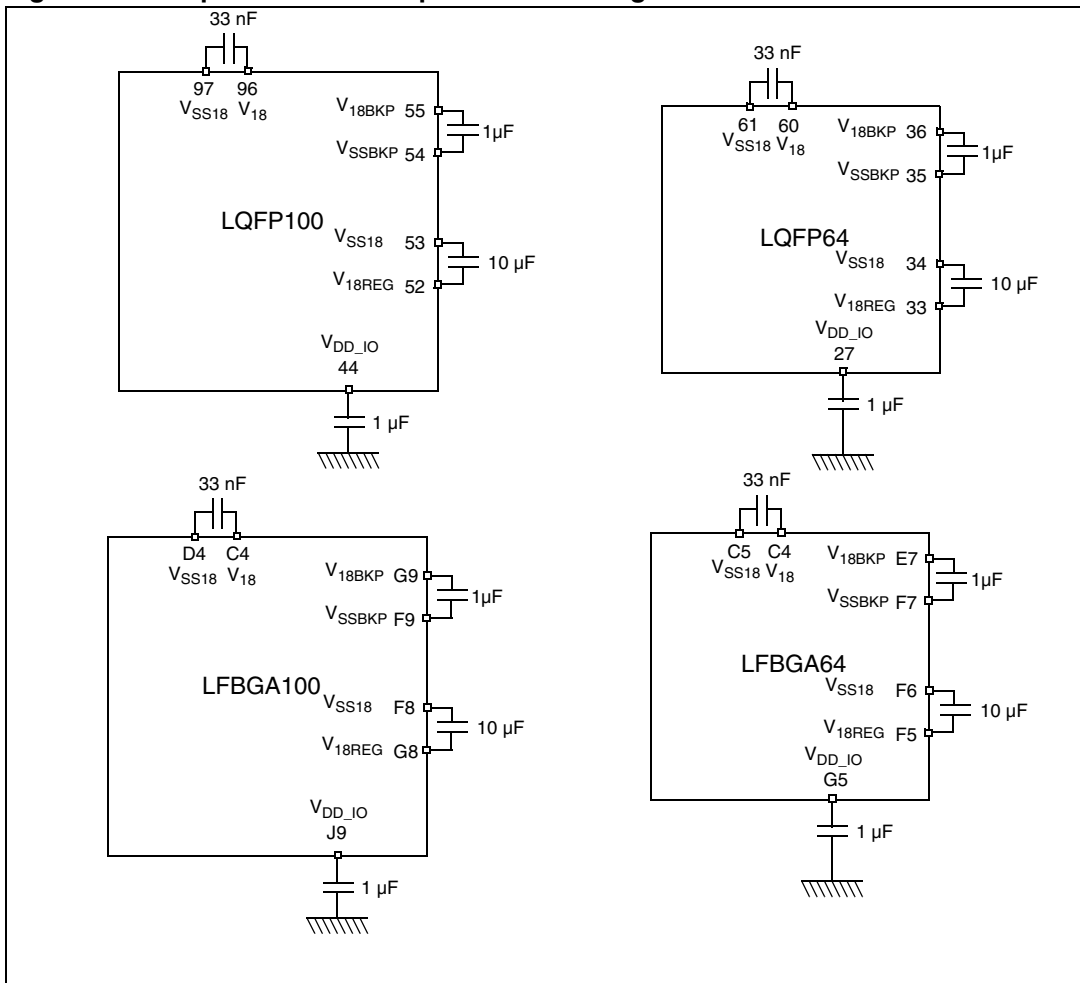 33 nF
97 96
VSS18 V18
V18BKP 55
1µF
VSSBKP 54
LQFP100
VSS18 53
10 µF
V18REG 52
VDD_IO
44
1 µF
33 nF
61 60
VSS18 V18
V18BKP 36
1µF
VSSBKP 35
LQFP64
VSS18 34
10 µF
V18REG 33
VDD_IO
27
1 µF
33 nF
D4 C4
VSS18 V18
V18BKP G9
1µF
VSSBKP F9
LFBGA100
VSS18 F8
10 µF
V18REG G8
VDD_IO
J9
1 µF
33 nF
C5 C4
VSS18 V18
V18BKP E7
1µF
VSSBKP F7
LFBGA64
VSS18 F6
10 µF
V18REG F5
VDD_IO
G5
1 µF